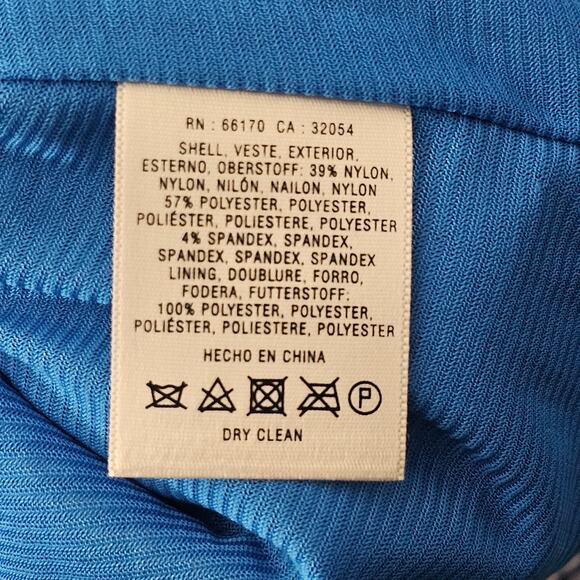 RN : 66170 CA : 32054
SHELL, VESTE, EXTERIOR,
ESTERNO, OBERSTOFF: 39% NYLON,
NYLON, NILÓN, NAILON, NYLON
57% POLYESTER, POLYESTER,
POLIÉSTER, POLIESTERE, POLYESTER
4% SPANDEX, SPANDEX,
SPANDEX, SPANDEX, SPANDEX
LINING, DOUBLURE, FORRO,
FODERA, FUTTERSTOFF:
100% POLYESTER, POLYESTER,
POLIÉSTER, POLIESTERE, POLYESTER
HECHO EN CHINA
P
DRY CLEAN